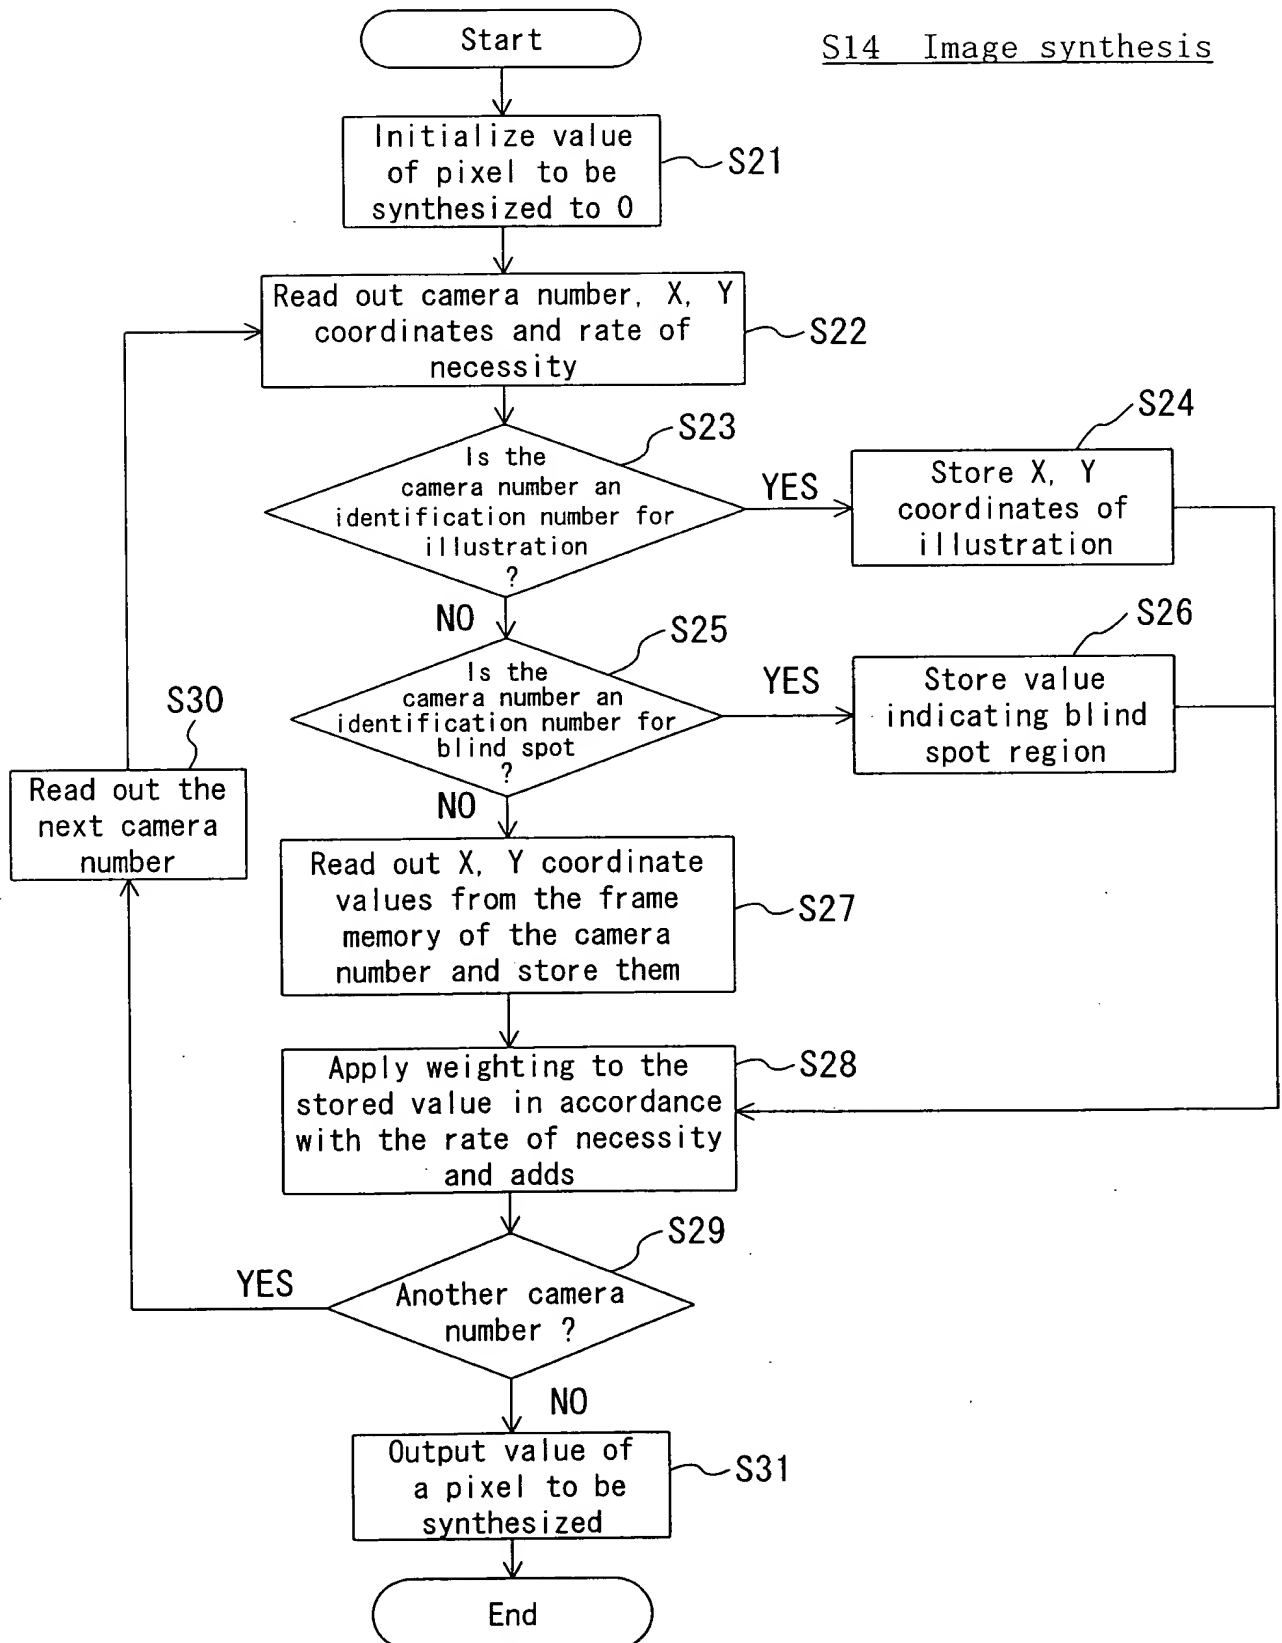 Start
S14 Image synthesis
Initialize value
of pixel to be
synthesized to 0
S21
Read out camera number, X, Y
coordinates and rate of
necessity
S22
S23
Is the
camera number an
identification number for
illustration
?
YES
S24
Store X, Y
coordinates of
illustration
NO
S25
Is the
camera number an
identification number for
blind spot
?
YES
S26
Store value
indicating blind
spot region
NO
S30
Read out the
next camera
number
Read out X, Y coordinate
values from the frame
memory of the camera
number and store them
S27
Apply weighting to the
stored value in accordance
with the rate of necessity
and adds
S28
S29
Another camera
number ?
YES
NO
Output value of
a pixel to be
synthesized
S31
End